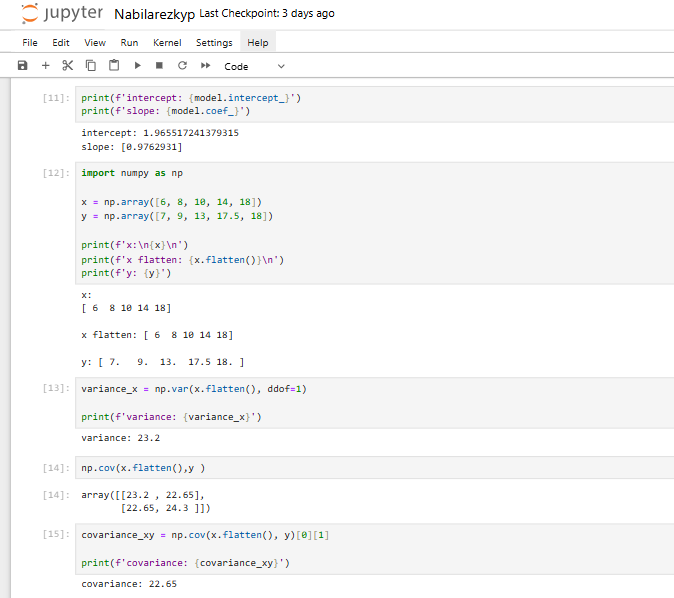 jupyter Nabilarezkyp Last Checkpoint: 3 days ago
File Edit View Run Kernel Settings Help
Code
[11]: print(f'intercept: {model.intercept_}')
print(f'slope: {model.coef_}')
intercept: 1.965517241379315
slope: [0.9762931]
[12]: import numpy as np
x = np.array([6, 8, 10, 14, 18])
y = np.array([7, 9, 13, 17.5, 18])
print(f'x:\n{x}\n')
print(f'x flatten: {x.flatten()}\n')
print(f'y: {y}')
x:
[ 6  8 10 14 18]
x flatten: [ 6  8 10 14 18]
y: [ 7.   9.  13.  17.5 18. ]
[13]: variance_x = np.var(x.flatten(), ddof=1)
print(f'variance: {variance_x}')
variance: 23.2
[14]: np.cov(x.flatten(),y )
[14]: array([[23.2 , 22.65],
[22.65, 24.3 ]])
[15]: covariance_xy = np.cov(x.flatten(), y)[0][1]
print(f'covariance: {covariance_xy}')
covariance: 22.65